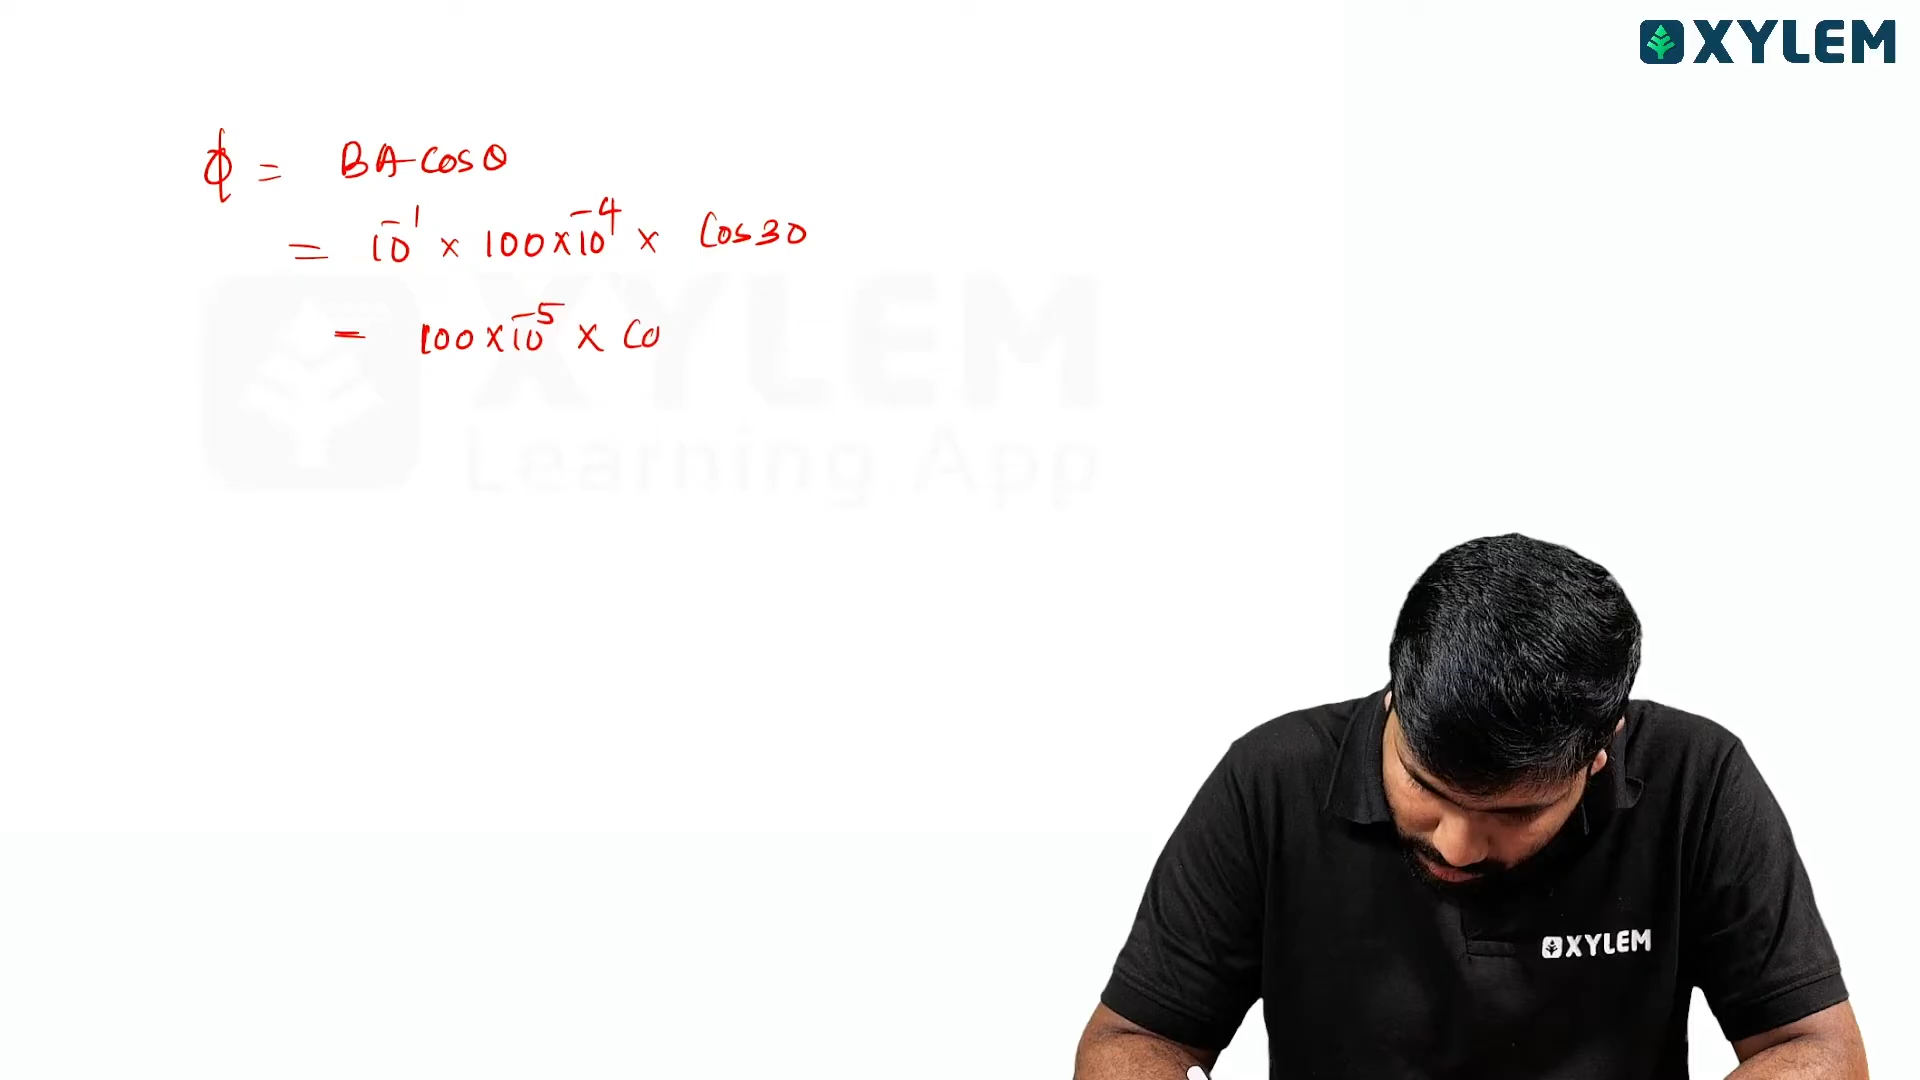 XYLEM
ϕ = BA cosθ
= 10⁻¹ × 100×10⁻⁴ × Cos30
= 100×10⁻⁵ × Co
XYLEM
Learning App
XYLEM